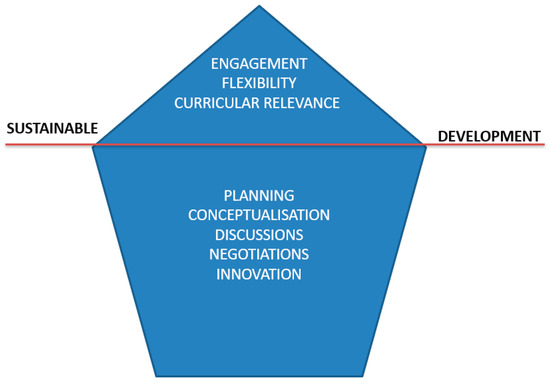 ENGAGEMENT
FLEXIBILITY
CURRICULAR RELEVANCE
SUSTAINABLE
DEVELOPMENT
PLANNING
CONCEPTUALISATION
DISCUSSIONS
NEGOTIATIONS
INNOVATION